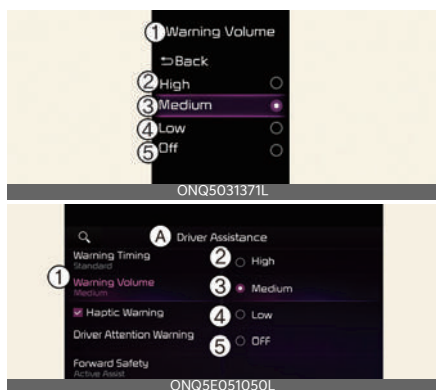 ① Warning Volume
⮌Back
② High
③ Medium
④ Low
⑤ Off
ONQ5031371L
Ⓐ Driver Assistance
Warning Timing
Standard
② High
① Warning Volume
Medium
③ Medium
Haptic Warning
④ Low
Driver Attention Warning
⑤ OFF
Forward Safety
Active Assist
ONQ5E051050L